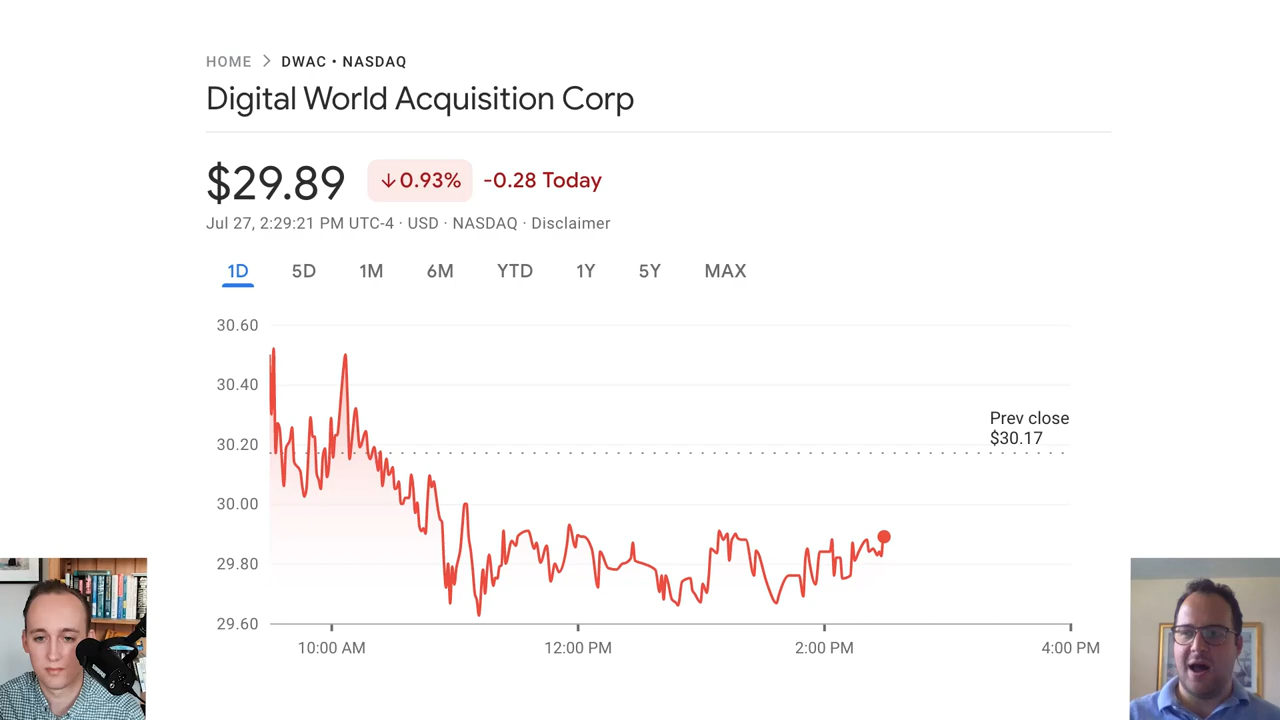 HOME > DWAC • NASDAQ
Digital World Acquisition Corp
$29.89 ↓0.93% -0.28 Today
Jul 27, 2:29:21 PM UTC-4 · USD · NASDAQ · Disclaimer
1D 5D 1M 6M YTD 1Y 5Y MAX
30.60
30.40
Prev close
30.20
$30.17
30.00
29.80
29.60
10:00 AM 12:00 PM 2:00 PM 4:00 PM